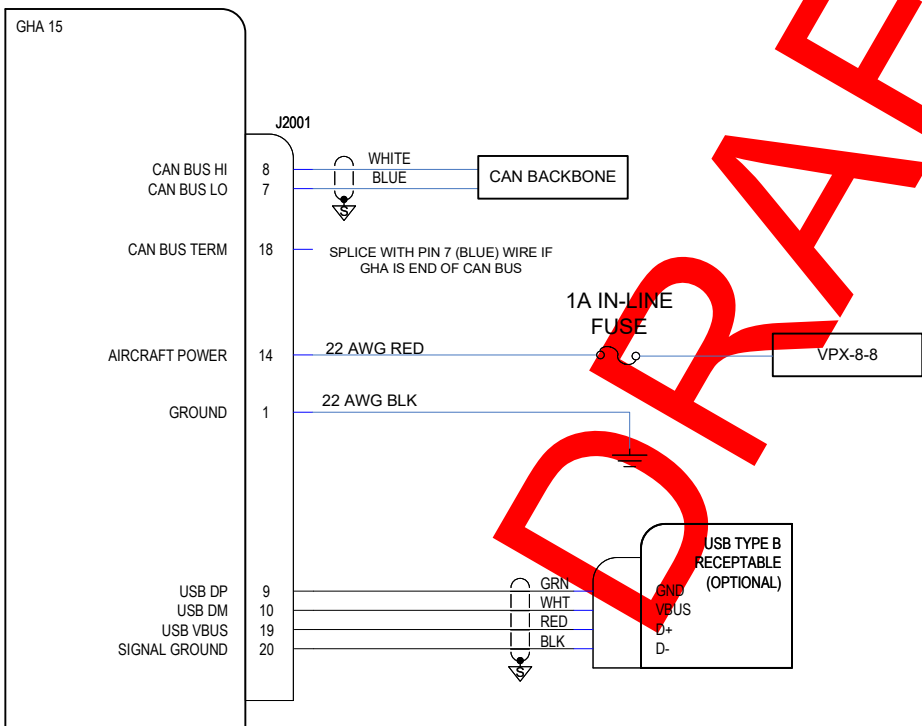 GHA 15
J2001
CAN BUS HI 8 WHITE
CAN BUS LO 7 BLUE
CAN BACKBONE
S
CAN BUS TERM 18 SPLICE WITH PIN 7 (BLUE) WIRE IF
GHA IS END OF CAN BUS
1A IN-LINE
FUSE
AIRCRAFT POWER 14 22 AWG RED
VPX-8-8
GROUND 1 22 AWG BLK
USB TYPE B
RECEPTABLE
(OPTIONAL)
USB DP 9 GRN GND
USB DM 10 WHT VBUS
USB VBUS 19 RED D+
SIGNAL GROUND 20 BLK D-
S
DRAF